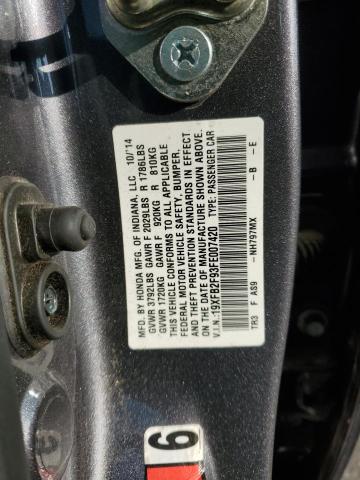 MFD. BY HONDA MFG. OF INDIANA, LLC 10/'14
GVWR 3792LBS GAWR F 2029LBS R 1786LBS
GVWR 1720KG GAWR F 920KG R 810KG
THIS VEHICLE CONFORMS TO ALL APPLICABLE
FEDERAL MOTOR VEHICLE SAFETY, BUMPER,
AND THEFT PREVENTION STANDARDS IN EFFECT
ON THE DATE OF MANUFACTURE SHOWN ABOVE.
V.I.N.: 19XFB2F93FE007420 TYPE: PASSENGER CAR
-NH797MX -B -E
TR3 F AS9
6